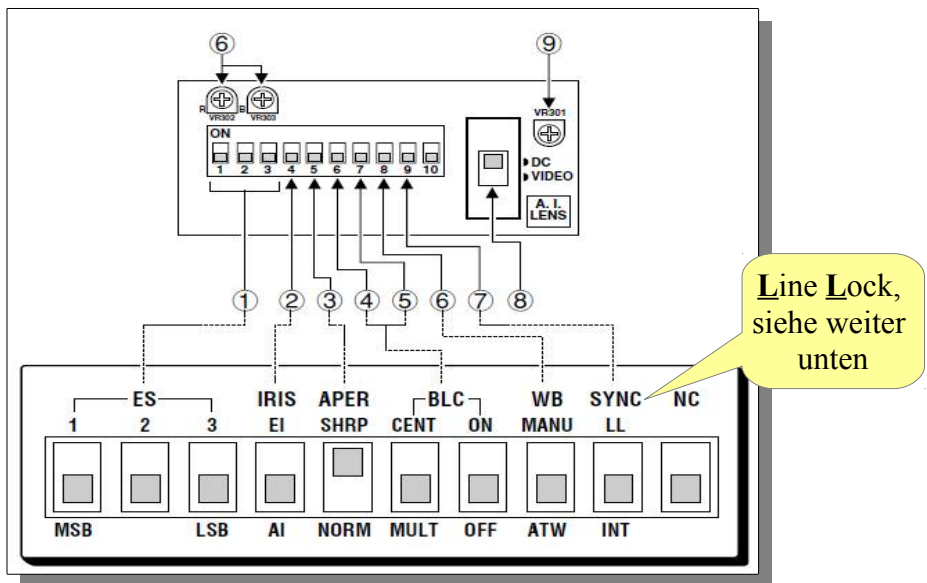 ⑥ ⑨
R VR302 B VR303 VR301
ON
1 2 3 4 5 6 7 8 9 10
DC
VIDEO
A. I.
LENS
① ② ③ ④ ⑤ ⑥ ⑦ ⑧
Line Lock,
siehe weiter
unten
ES IRIS APER BLC WB SYNC NC
1 2 3 EI SHRP CENT ON MANU LL
MSB LSB AI NORM MULT OFF ATW INT